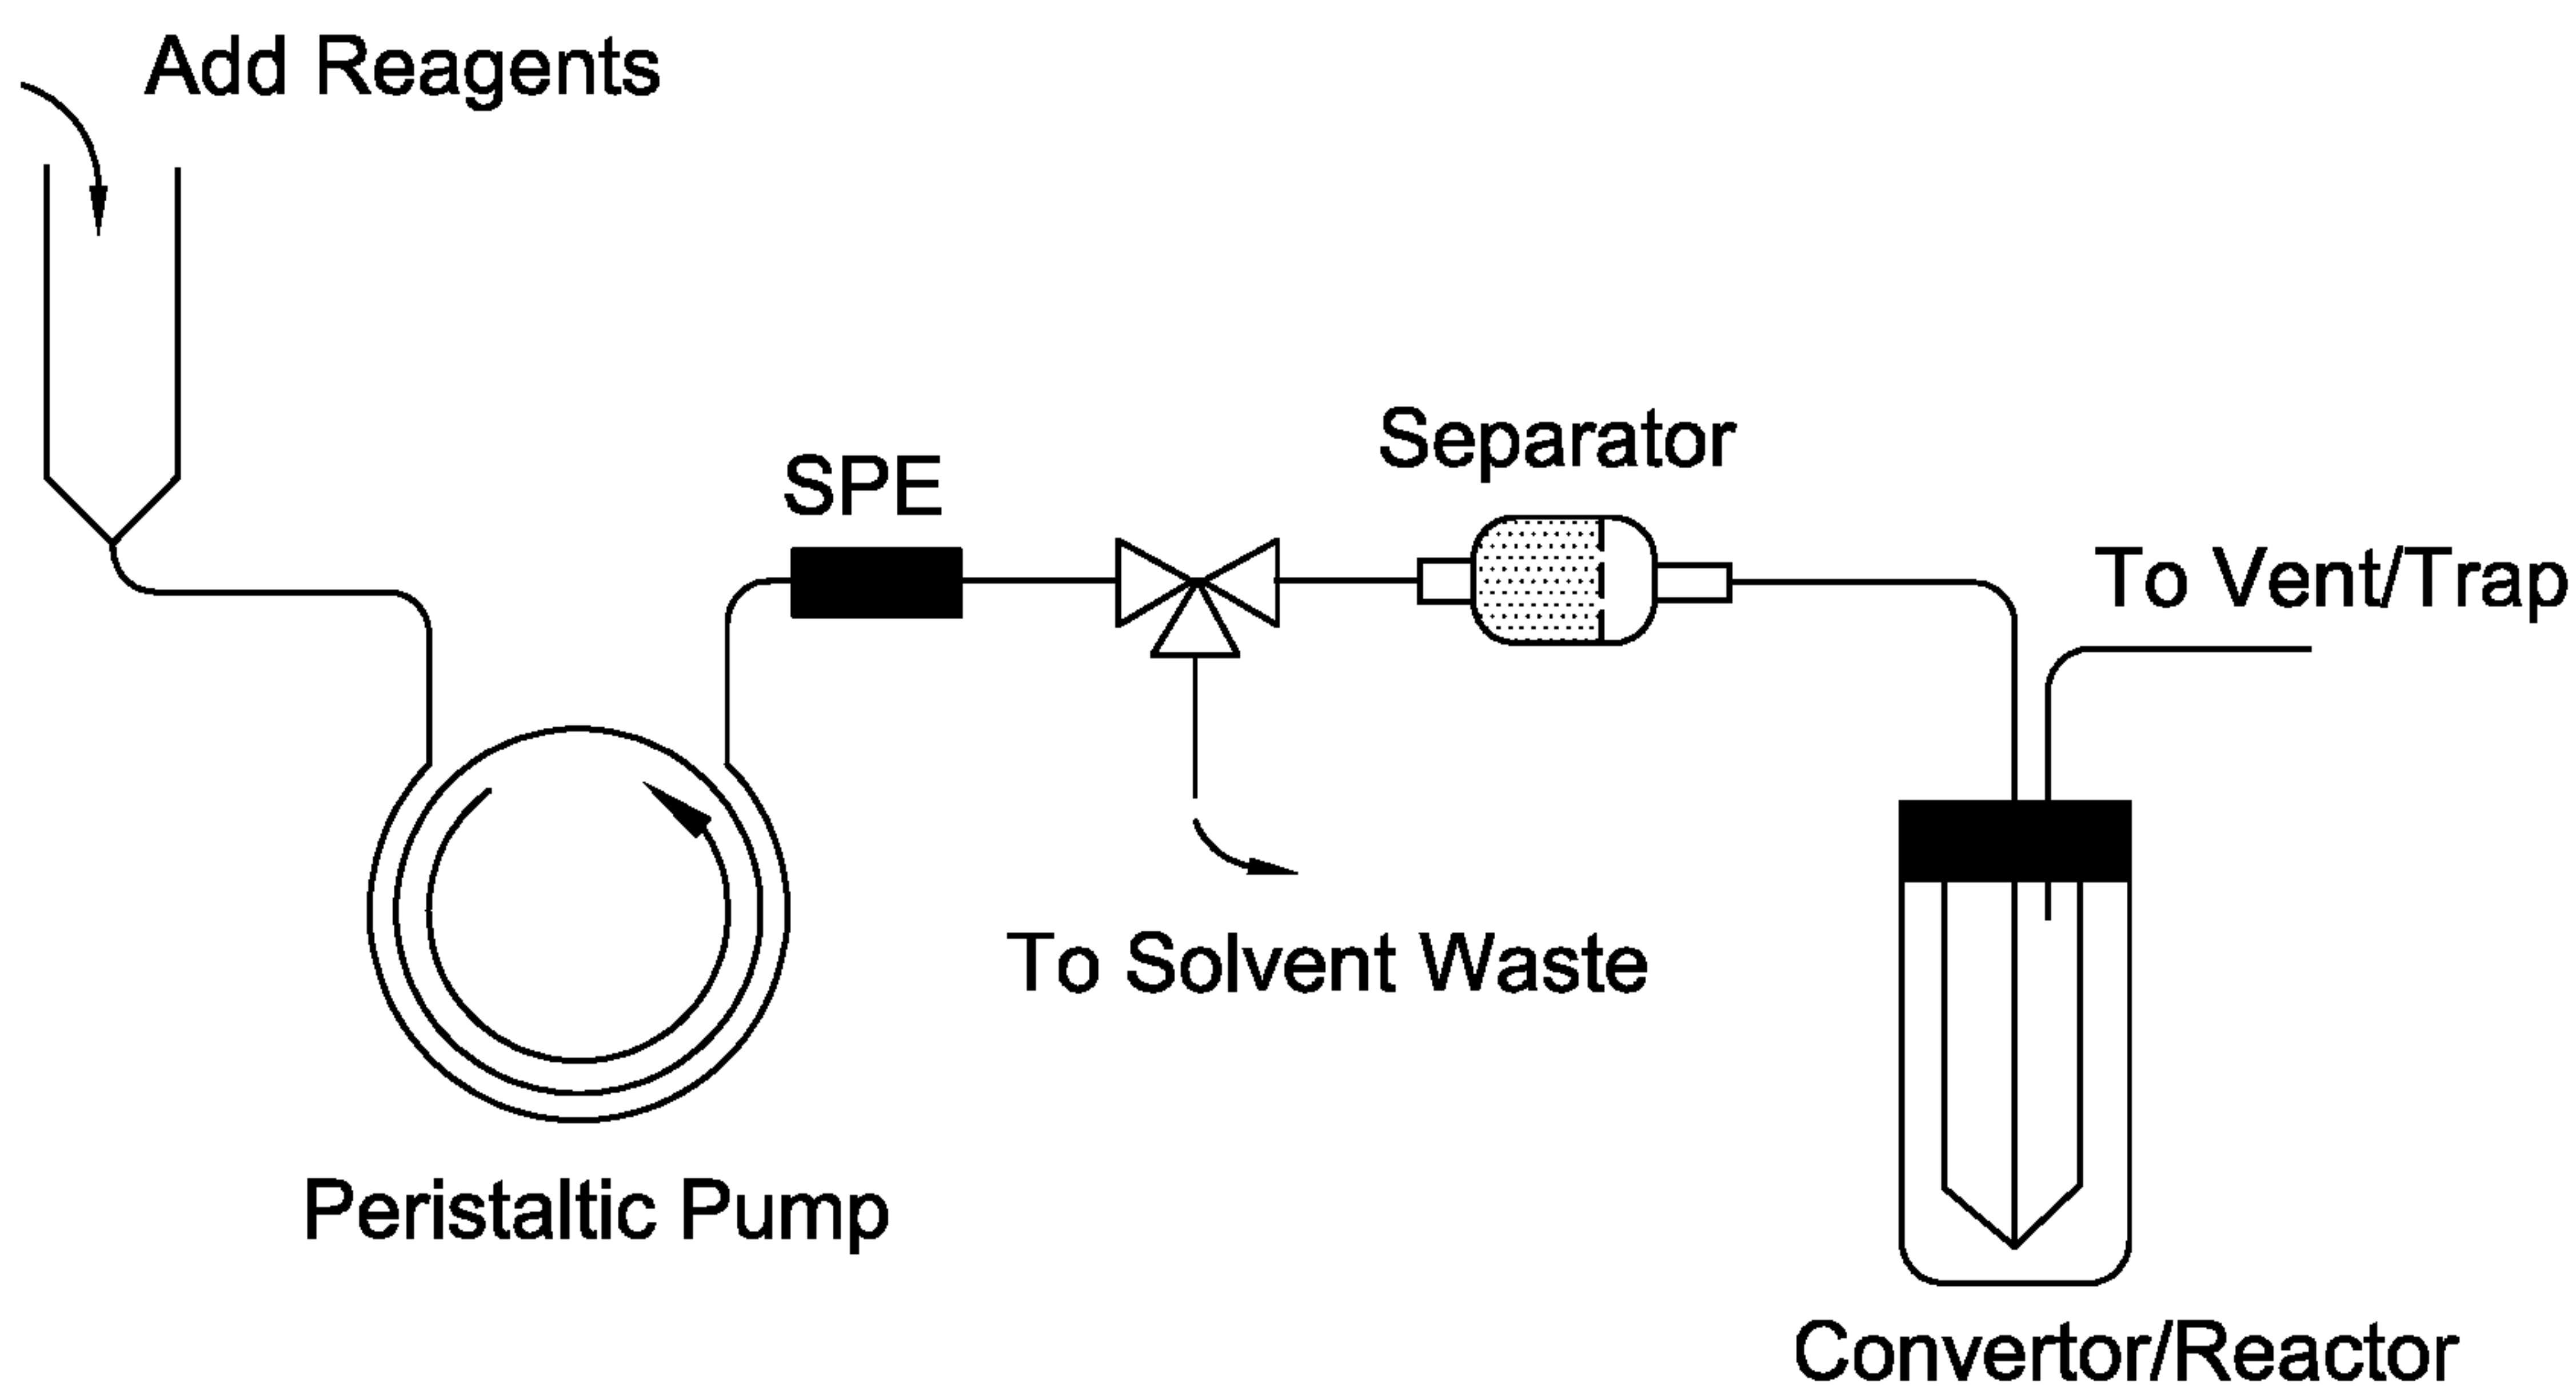 Add Reagents
SPE
Separator
To Vent/Trap
To Solvent Waste
Peristaltic Pump
Convertor/Reactor